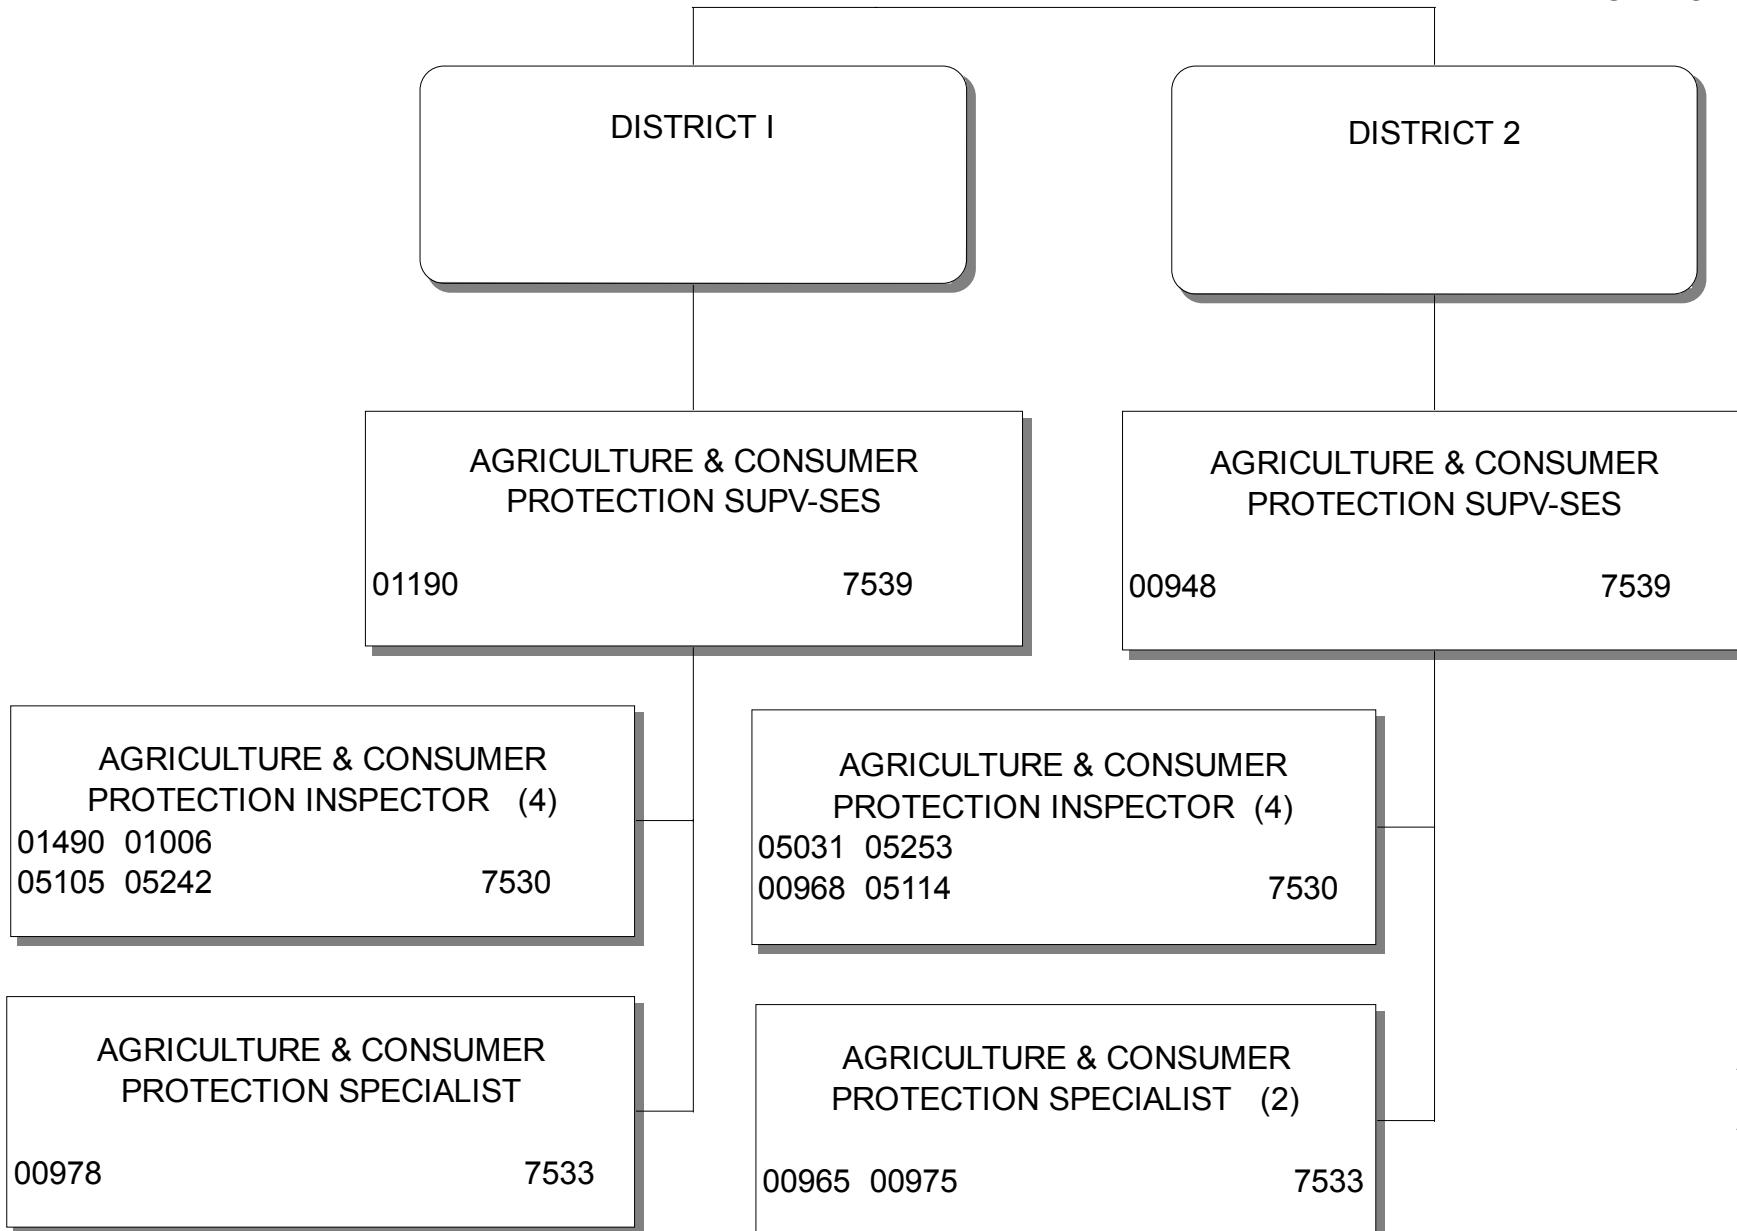 DISTRICT I
DISTRICT 2
AGRICULTURE & CONSUMER
PROTECTION SUPV-SES
01190 7539
AGRICULTURE & CONSUMER
PROTECTION SUPV-SES
00948 7539
AGRICULTURE & CONSUMER
PROTECTION INSPECTOR (4)
01490 01006
05105 05242 7530
AGRICULTURE & CONSUMER
PROTECTION INSPECTOR (4)
05031 05253
00968 05114 7530
AGRICULTURE & CONSUMER
PROTECTION SPECIALIST
00978 7533
AGRICULTURE & CONSUMER
PROTECTION SPECIALIST (2)
00965 00975 7533